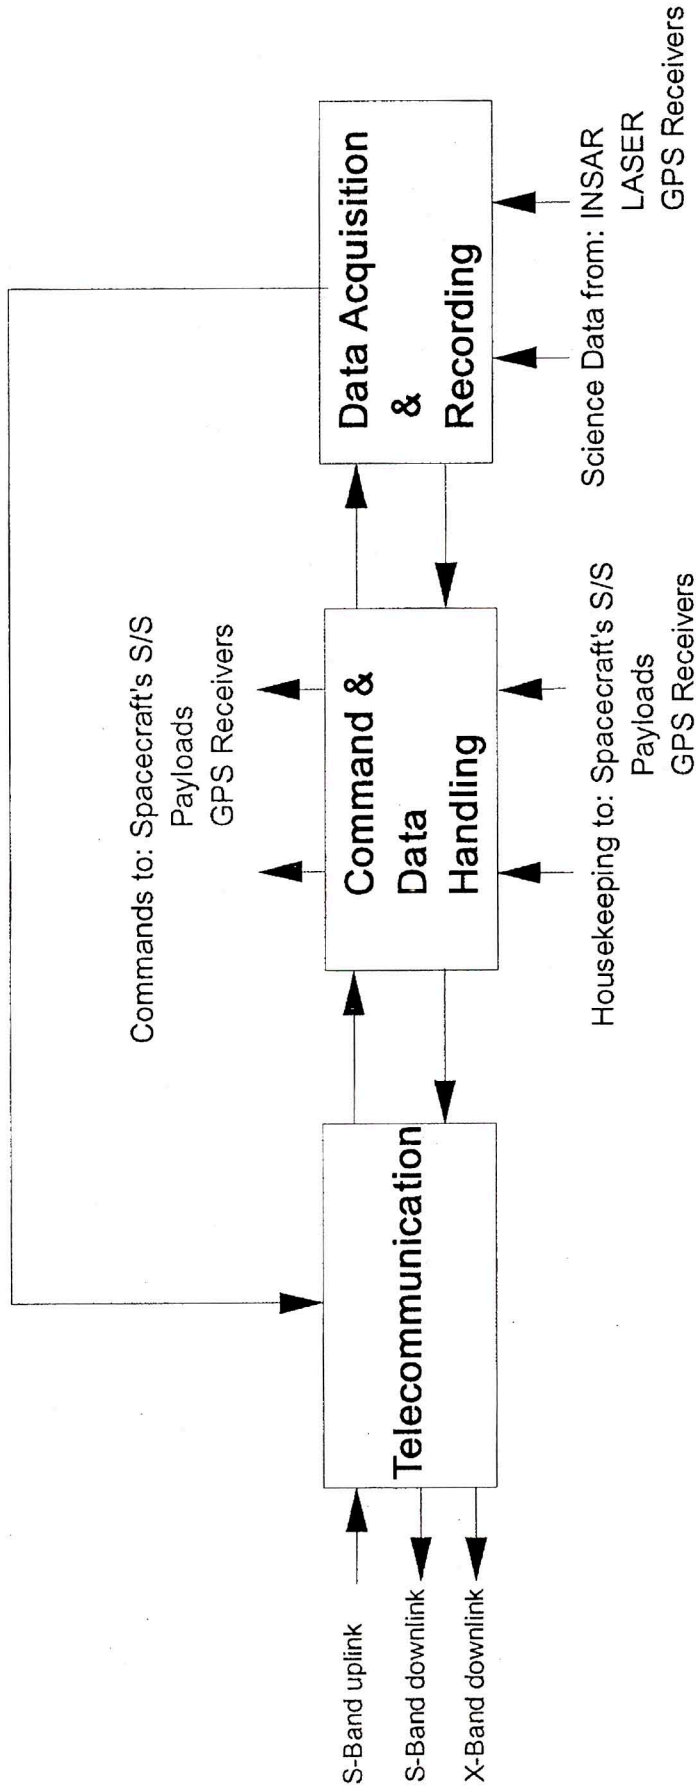 Commands to: Spacecraft's S/S
Payloads
GPS Receivers
S-Band uplink
S-Band downlink
X-Band downlink
Telecommunication
Command &
Data
Handling
Data Acquisition
&
Recording
Housekeeping to: Spacecraft's S/S
Payloads
GPS Receivers
Science Data from: INSAR
LASER
GPS Receivers